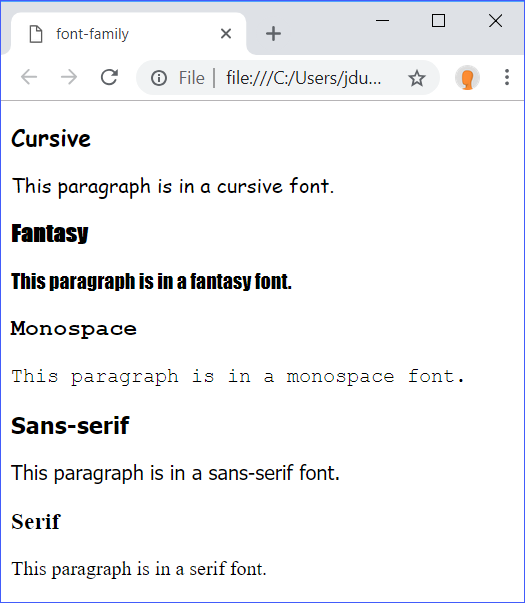 font-family
File | file:///C:/Users/jdu...
Cursive
This paragraph is in a cursive font.
Fantasy
This paragraph is in a fantasy font.
Monospace
This paragraph is in a monospace font.
Sans-serif
This paragraph is in a sans-serif font.
Serif
This paragraph is in a serif font.